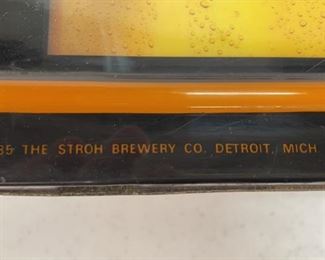 85 THE STROH BREWERY CO. DETROIT, MICH